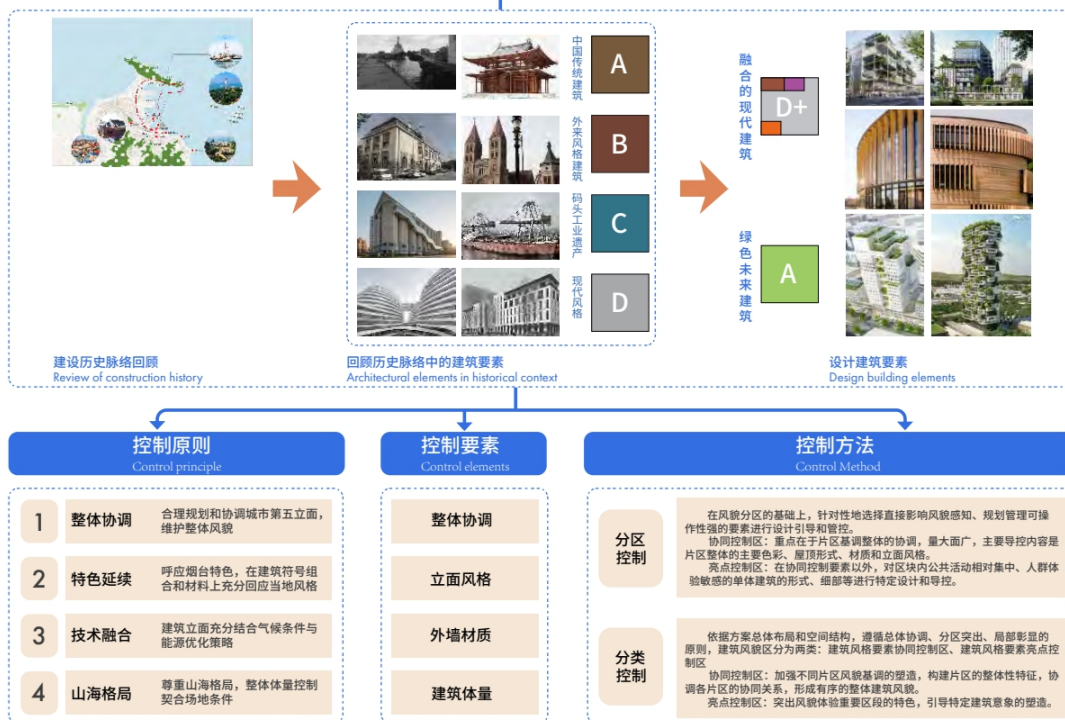 中国传统建筑
A
外来风格建筑
B
码头工业遗产
C
现代风格
D
融合的现代建筑
D+
绿色未来建筑
A
建设历史脉络回顾
Review of construction history
回顾历史脉络中的建筑要素
Architectural elements in historical context
设计建筑要素
Design building elements
控制原则
Control principle
1
整体协调
合理规划和协调城市第五立面，
维护整体风貌
2
特色延续
呼应烟台特色，在建筑符号组
合和材料上充分回应当地风格
3
技术融合
建筑立面充分结合气候条件与
能源优化策略
4
山海格局
尊重山海格局，整体体量控制
契合场地条件
控制要素
Control elements
整体协调
立面风格
外墙材质
建筑体量
控制方法
Control Method
分区
控制
在风貌分区的基础上，针对性地选择直接影响风貌感知、规划管理可操
作性强的要素进行设计引导和管控。
协同控制区：重点在于片区基调整体的协调，量大面广，主要导控内容是
片区整体的主要色彩、屋顶形式、材质和立面风格。
亮点控制区：在协同控制要素以外，对区块内公共活动相对集中、人群体
验敏感的单体建筑的形式、细部等进行特定设计和导控。
分类
控制
依据方案总体布局和空间结构，遵循总体协调、分区突出、局部彰显的
原则，建筑风貌区分为两类：建筑风格要素协同控制区、建筑风格要素亮点控
制区
协同控制区：加强不同片区风貌基调的塑造，构建片区的整体性特征，协
调各片区的协同关系，形成有序的整体建筑风貌。
亮点控制区：突出风貌体验重要区段的特色，引导特定建筑意象的塑造。